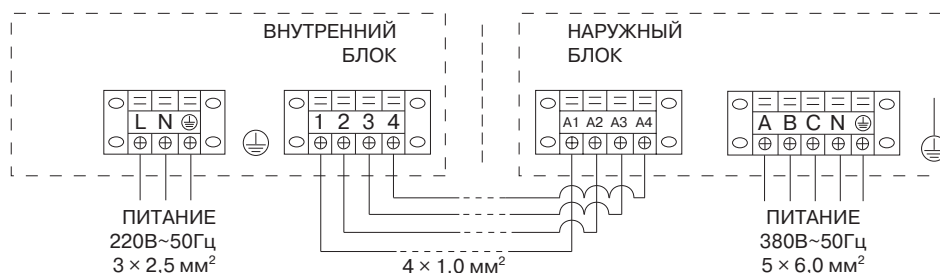 ВНУТРЕННИЙ
БЛОК
НАРУЖНЫЙ
БЛОК
L N
1 2 3 4
A1 A2 A3 A4
A B C N
ПИТАНИЕ
220В~50Гц
3 × 2,5 мм²
4 × 1,0 мм²
ПИТАНИЕ
380В~50Гц
5 × 6,0 мм²